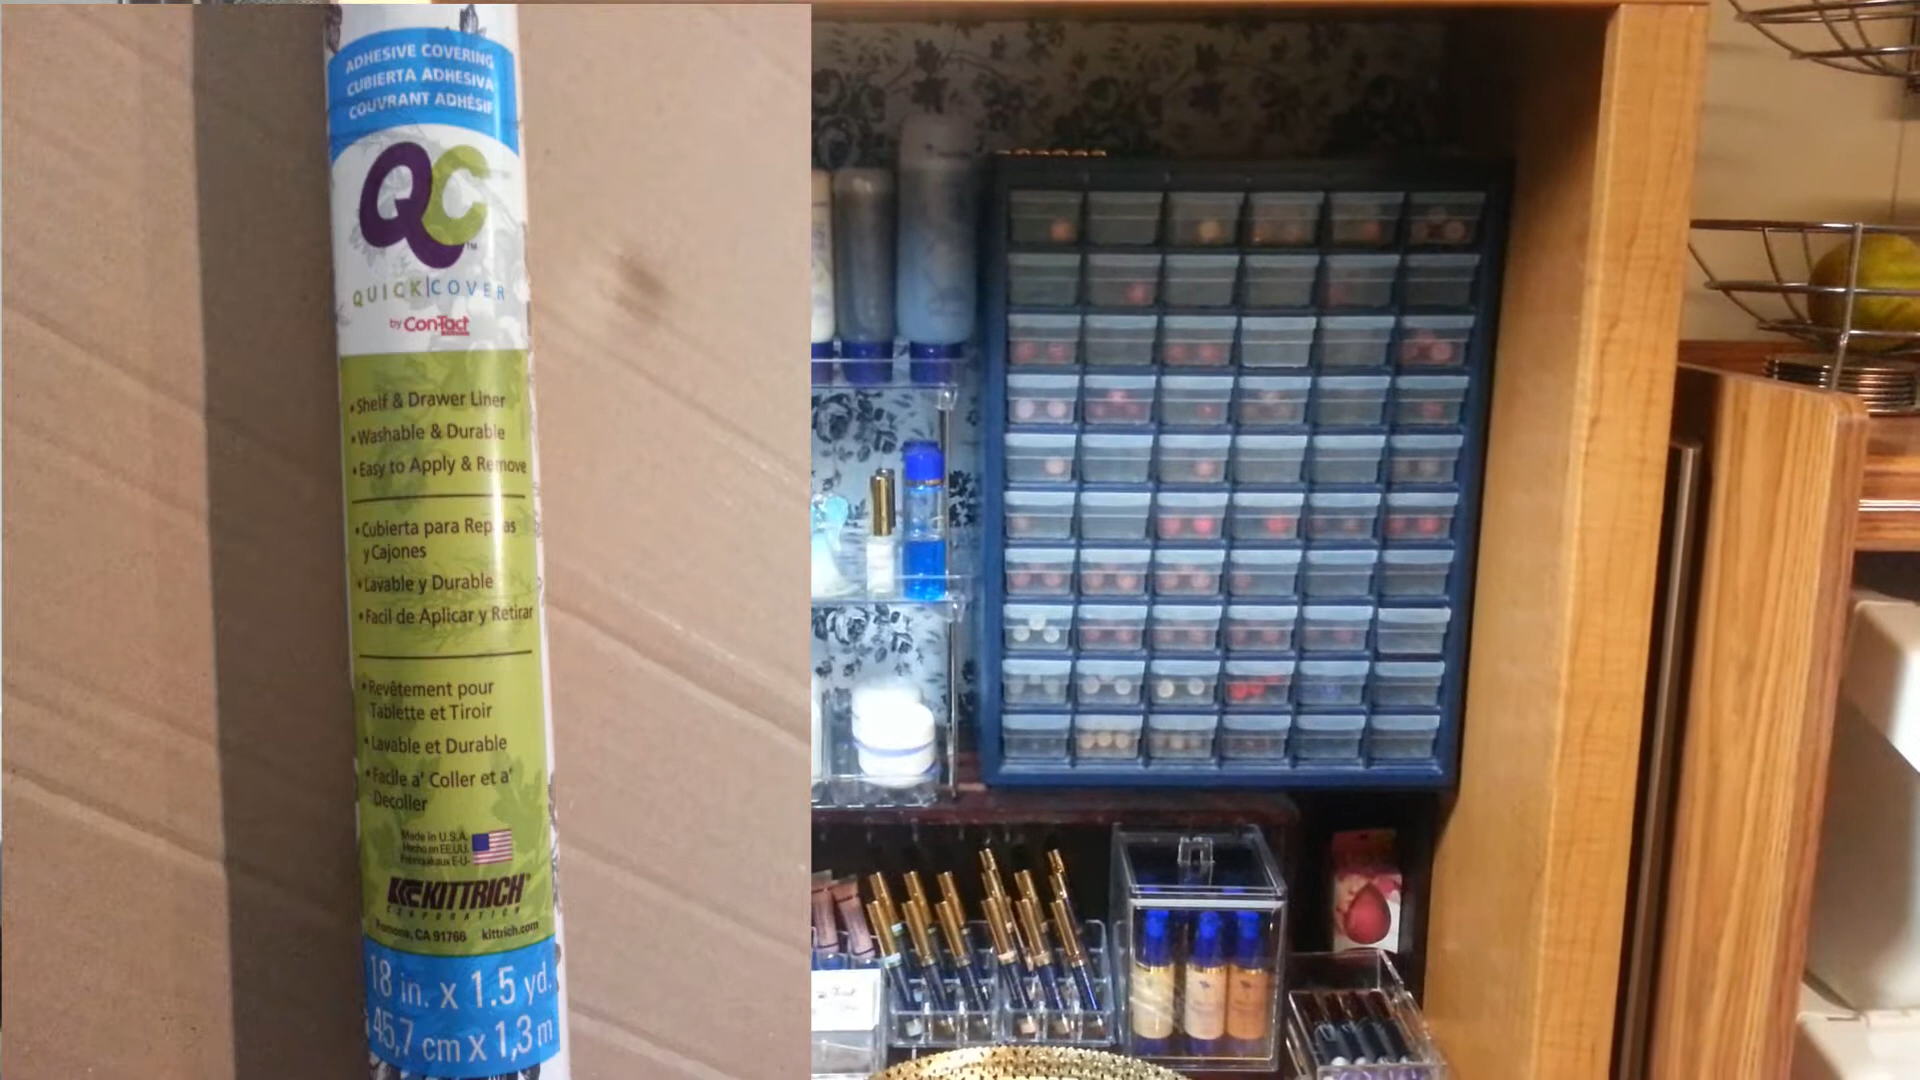 ADHESIVE COVERING
CUBIERTA ADHESIVA
COUVRANT ADHÉSIF
QC™
QUICK|COVER
by Con-Tact
• Shelf & Drawer Liner
• Washable & Durable
• Easy to Apply & Remove
• Cubierta para Repisas
y Cajones
• Lavable y Durable
• Facil de Aplicar y Retirar
• Revêtement pour
Tablette et Tiroir
• Lavable et Durable
• Facile a' Coller et a'
Decoller
Made in U.S.A.
Hecho en EE.UU.
KITTRICH®
CORPORATION
Pomona, CA 91766 kittrich.com
18 in. x 1.5 yd.
45,7 cm x 1,3 m